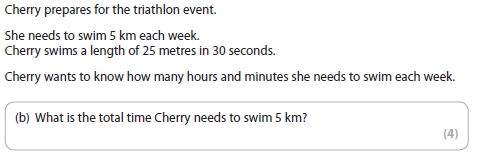 Cherry prepares for the triathlon event.
She needs to swim 5 km each week.
Cherry swims a length of 25 metres in 30 seconds.
Cherry wants to know how many hours and minutes she needs to swim each week.
(b) What is the total time Cherry needs to swim 5 km?
(4)